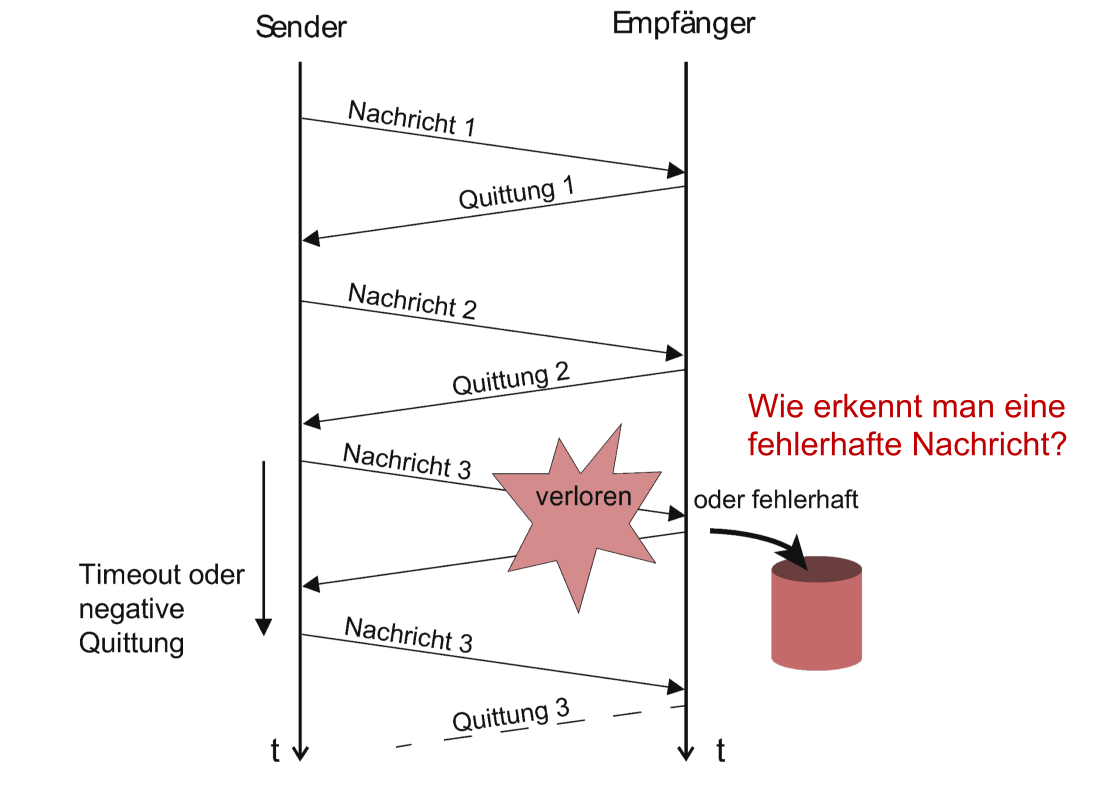 Sender
Empfänger
Nachricht 1
Quittung 1
Nachricht 2
Quittung 2
Wie erkennt man eine
fehlerhafte Nachricht?
Nachricht 3
verloren
oder fehlerhaft
Timeout oder
negative
Quittung
Nachricht 3
Quittung 3
t
t